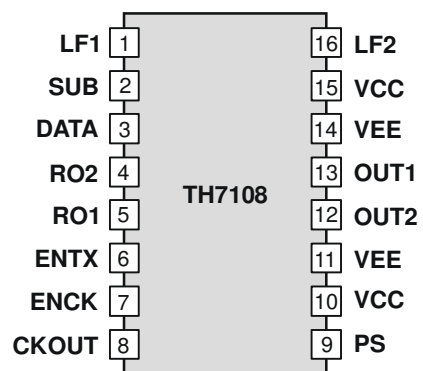 LF1 1 16 LF2
SUB 2 15 VCC
DATA 3 14 VEE
RO2 4 13 OUT1
TH7108
RO1 5 12 OUT2
ENTX 6 11 VEE
ENCK 7 10 VCC
CKOUT 8 9 PS